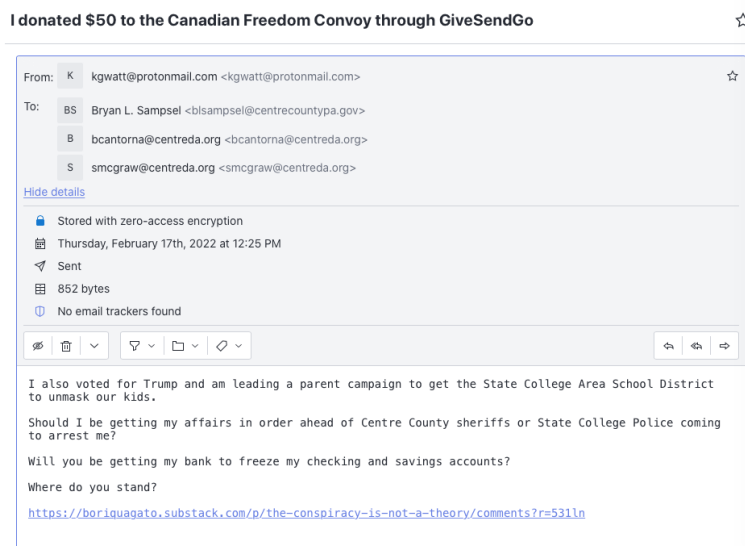 I donated $50 to the Canadian Freedom Convoy through GiveSendGo
From: K kgwatt@protonmail.com <kgwatt@protonmail.com>
To: BS Bryan L. Sampsel <blsampsel@centrecountypa.gov>
B bcantorna@centreda.org <bcantorna@centreda.org>
S smcgraw@centreda.org <smcgraw@centreda.org>
Hide details
Stored with zero-access encryption
Thursday, February 17th, 2022 at 12:25 PM
Sent
852 bytes
No email trackers found
I also voted for Trump and am leading a parent campaign to get the State College Area School District
to unmask our kids.
Should I be getting my affairs in order ahead of Centre County sheriffs or State College Police coming
to arrest me?
Will you be getting my bank to freeze my checking and savings accounts?
Where do you stand?
https://boriquagato.substack.com/p/the-conspiracy-is-not-a-theory/comments?r=531ln